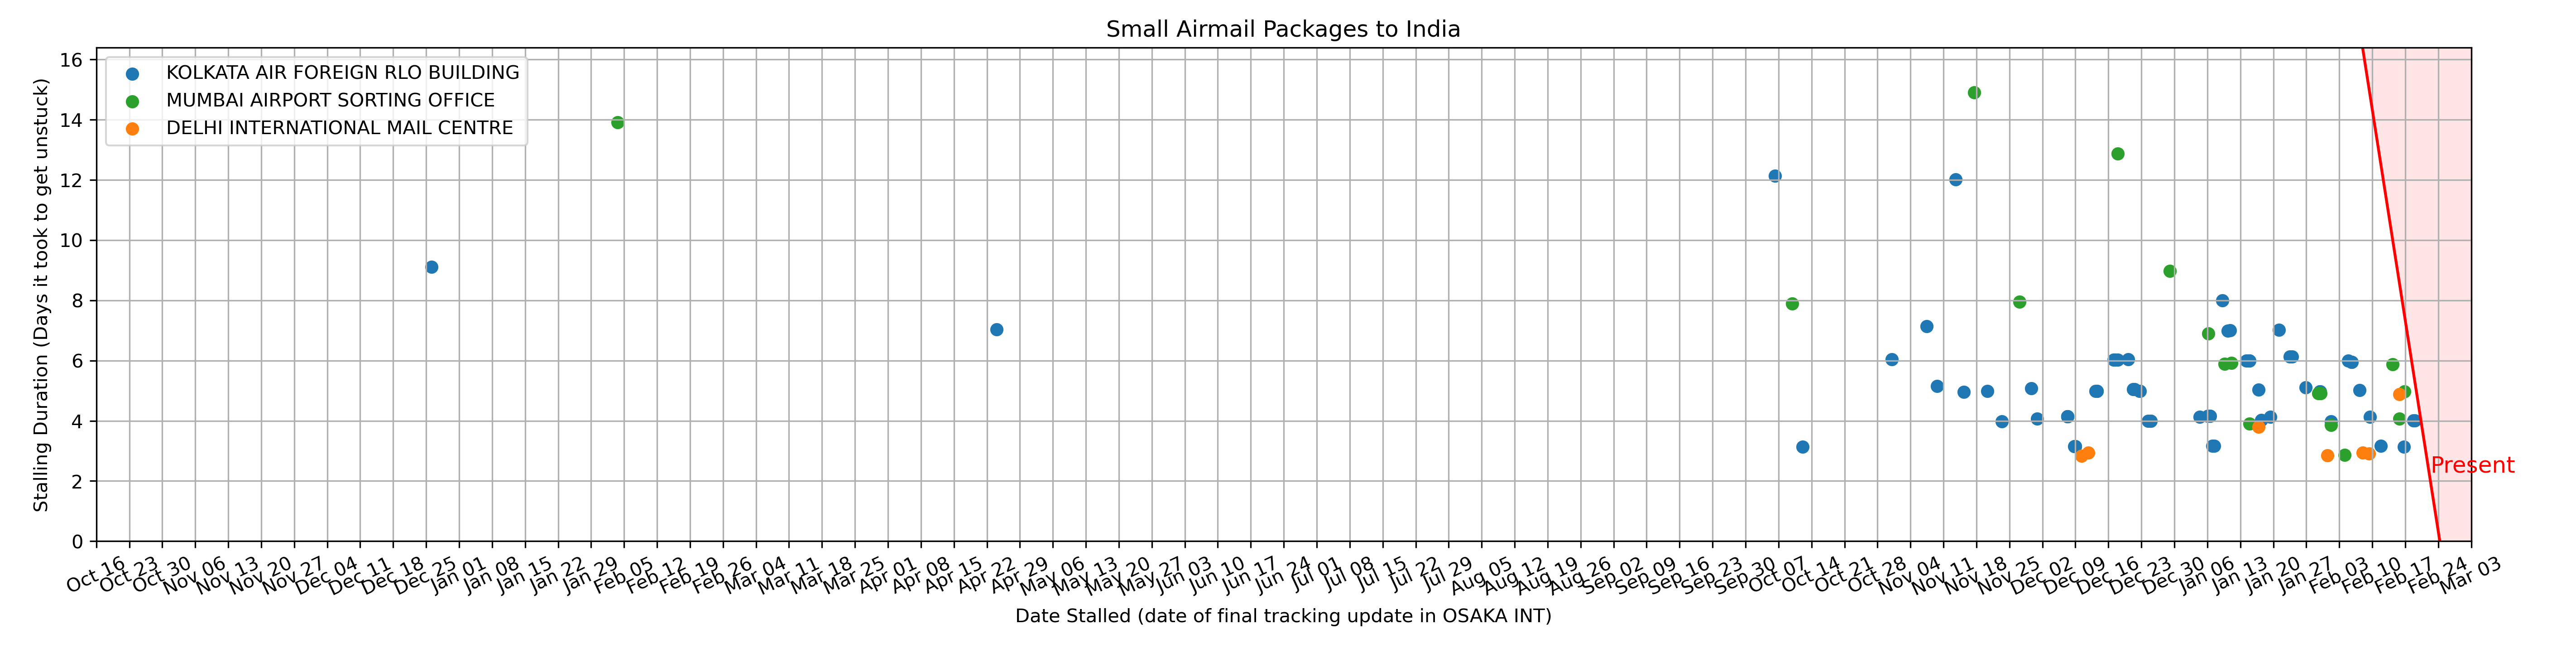 Small Airmail Packages to India
KOLKATA AIR FOREIGN RLO BUILDING
MUMBAI AIRPORT SORTING OFFICE
DELHI INTERNATIONAL MAIL CENTRE
Stalling Duration (Days it took to get unstuck)
16
14
12
10
8
6
4
2
0
Present
Oct 16
Oct 23
Oct 30
Nov 06
Nov 13
Nov 20
Nov 27
Dec 04
Dec 11
Dec 18
Dec 25
Jan 01
Jan 08
Jan 15
Jan 22
Jan 29
Feb 05
Feb 12
Feb 19
Feb 26
Mar 04
Mar 11
Mar 18
Mar 25
Apr 01
Apr 08
Apr 15
Apr 22
Apr 29
May 06
May 13
May 20
May 27
Jun 03
Jun 10
Jun 17
Jun 24
Jul 01
Jul 08
Jul 15
Jul 22
Jul 29
Aug 05
Aug 12
Aug 19
Aug 26
Sep 02
Sep 09
Sep 16
Sep 23
Sep 30
Oct 07
Oct 14
Oct 21
Oct 28
Nov 04
Nov 11
Nov 18
Nov 25
Dec 02
Dec 09
Dec 16
Dec 23
Dec 30
Jan 06
Jan 13
Jan 20
Jan 27
Feb 03
Feb 10
Feb 17
Feb 24
Mar 03
Date Stalled (date of final tracking update in OSAKA INT)